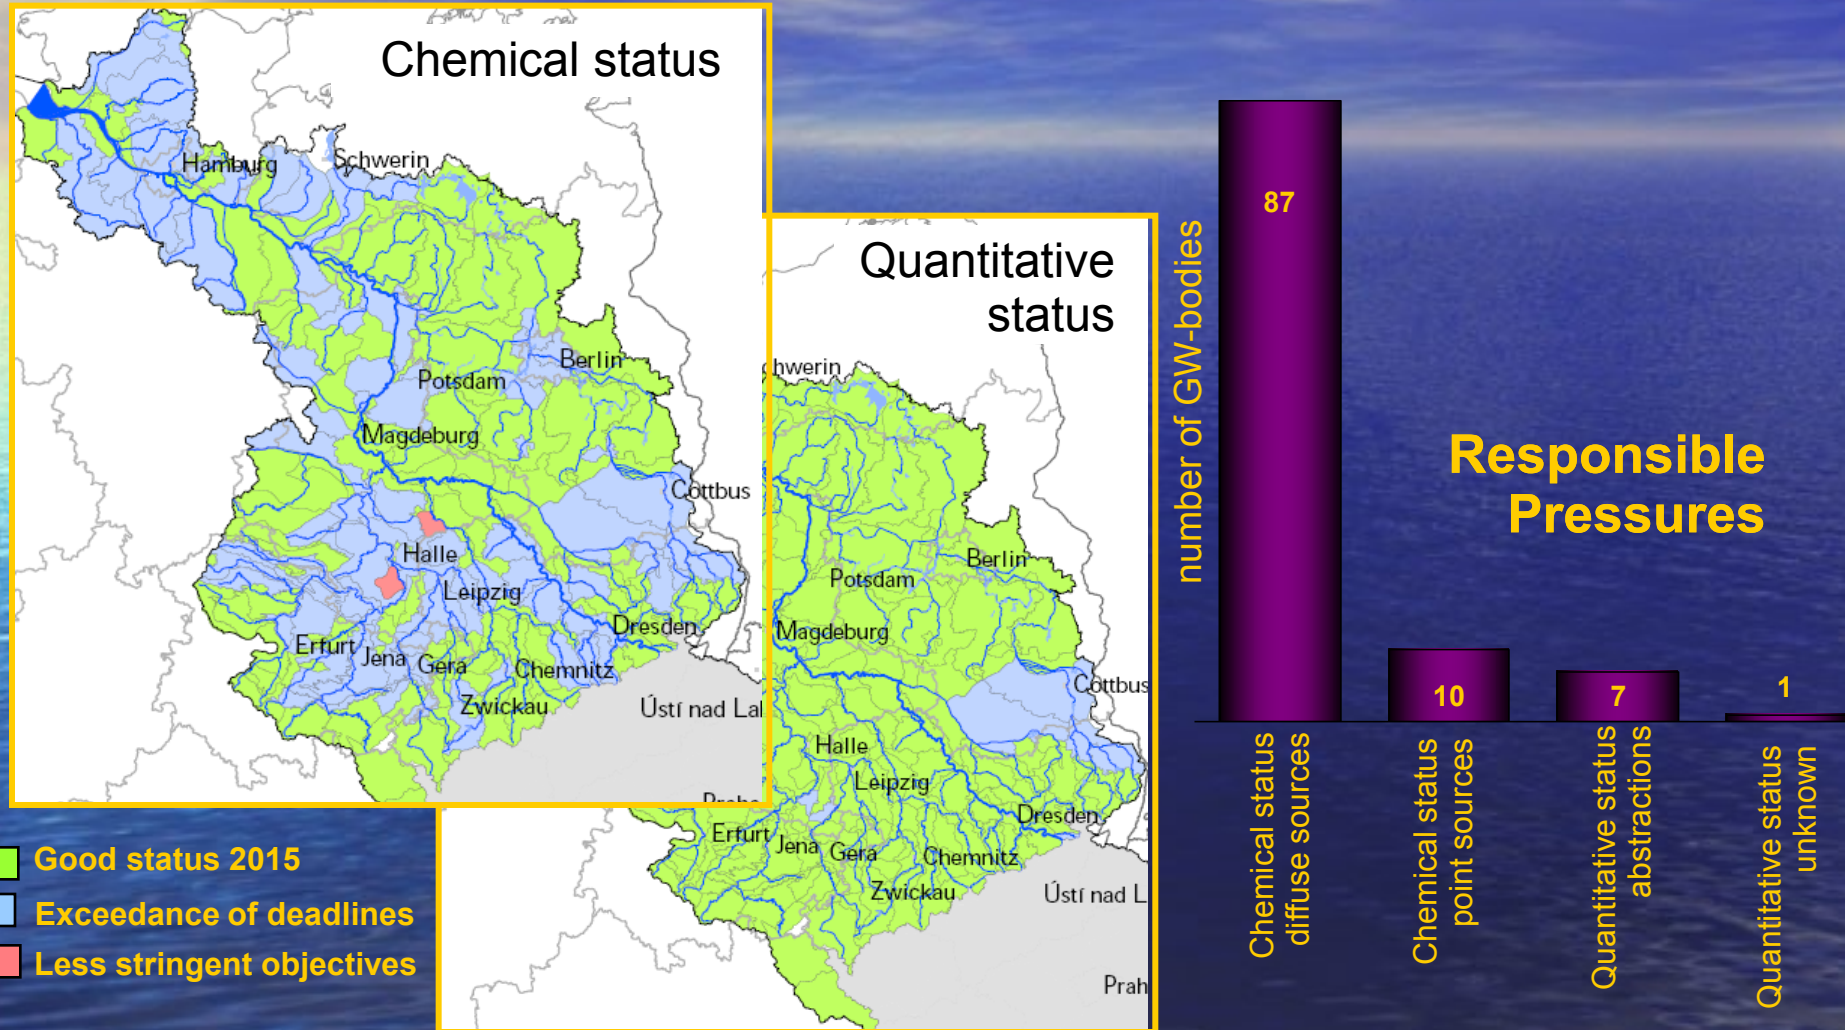 Chemical status
Hamburg
Schwerin
Berlin
Potsdam
Magdeburg
Cottbus
Halle
Leipzig
Dresden
Erfurt
Jena
Gera
Chemnitz
Zwickau
Ústí nad Lal
Quantitative
status
chwerin
Berlin
Potsdam
Magdeburg
Cottbus
Halle
Leipzig
Dresden
Erfurt
Jena
Gera
Chemnitz
Zwickau
Ústí nad L
Prah
Good status 2015
Exceedance of deadlines
Less stringent objectives
number of GW-bodies
87
10
7
1
Responsible
Pressures
Chemical status
diffuse sources
Chemical status
point sources
Quantitative status
abstractions
Quantitative status
unknown